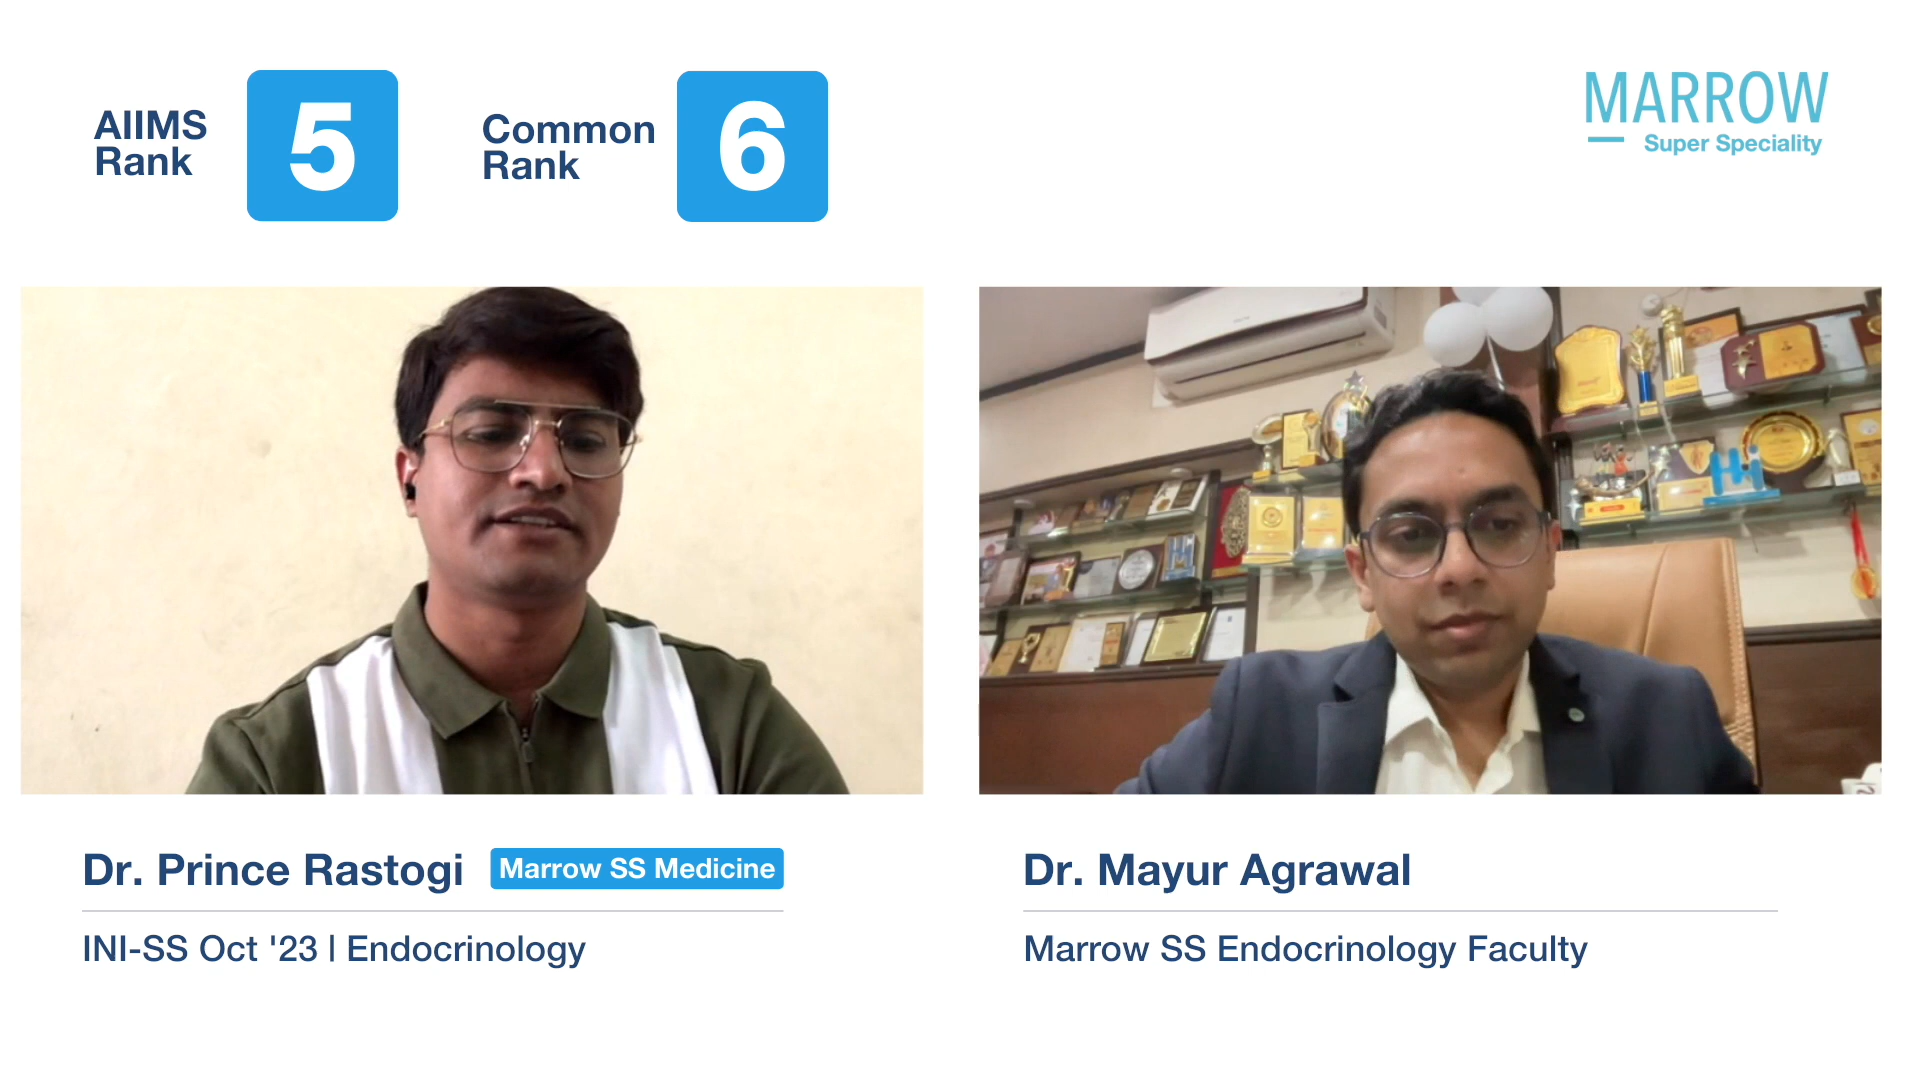 AIIMS
Rank
5
Common
Rank
6
MARROW
Super Speciality
Dr. Prince Rastogi
Marrow SS Medicine
INI-SS Oct '23 | Endocrinology
Dr. Mayur Agrawal
Marrow SS Endocrinology Faculty